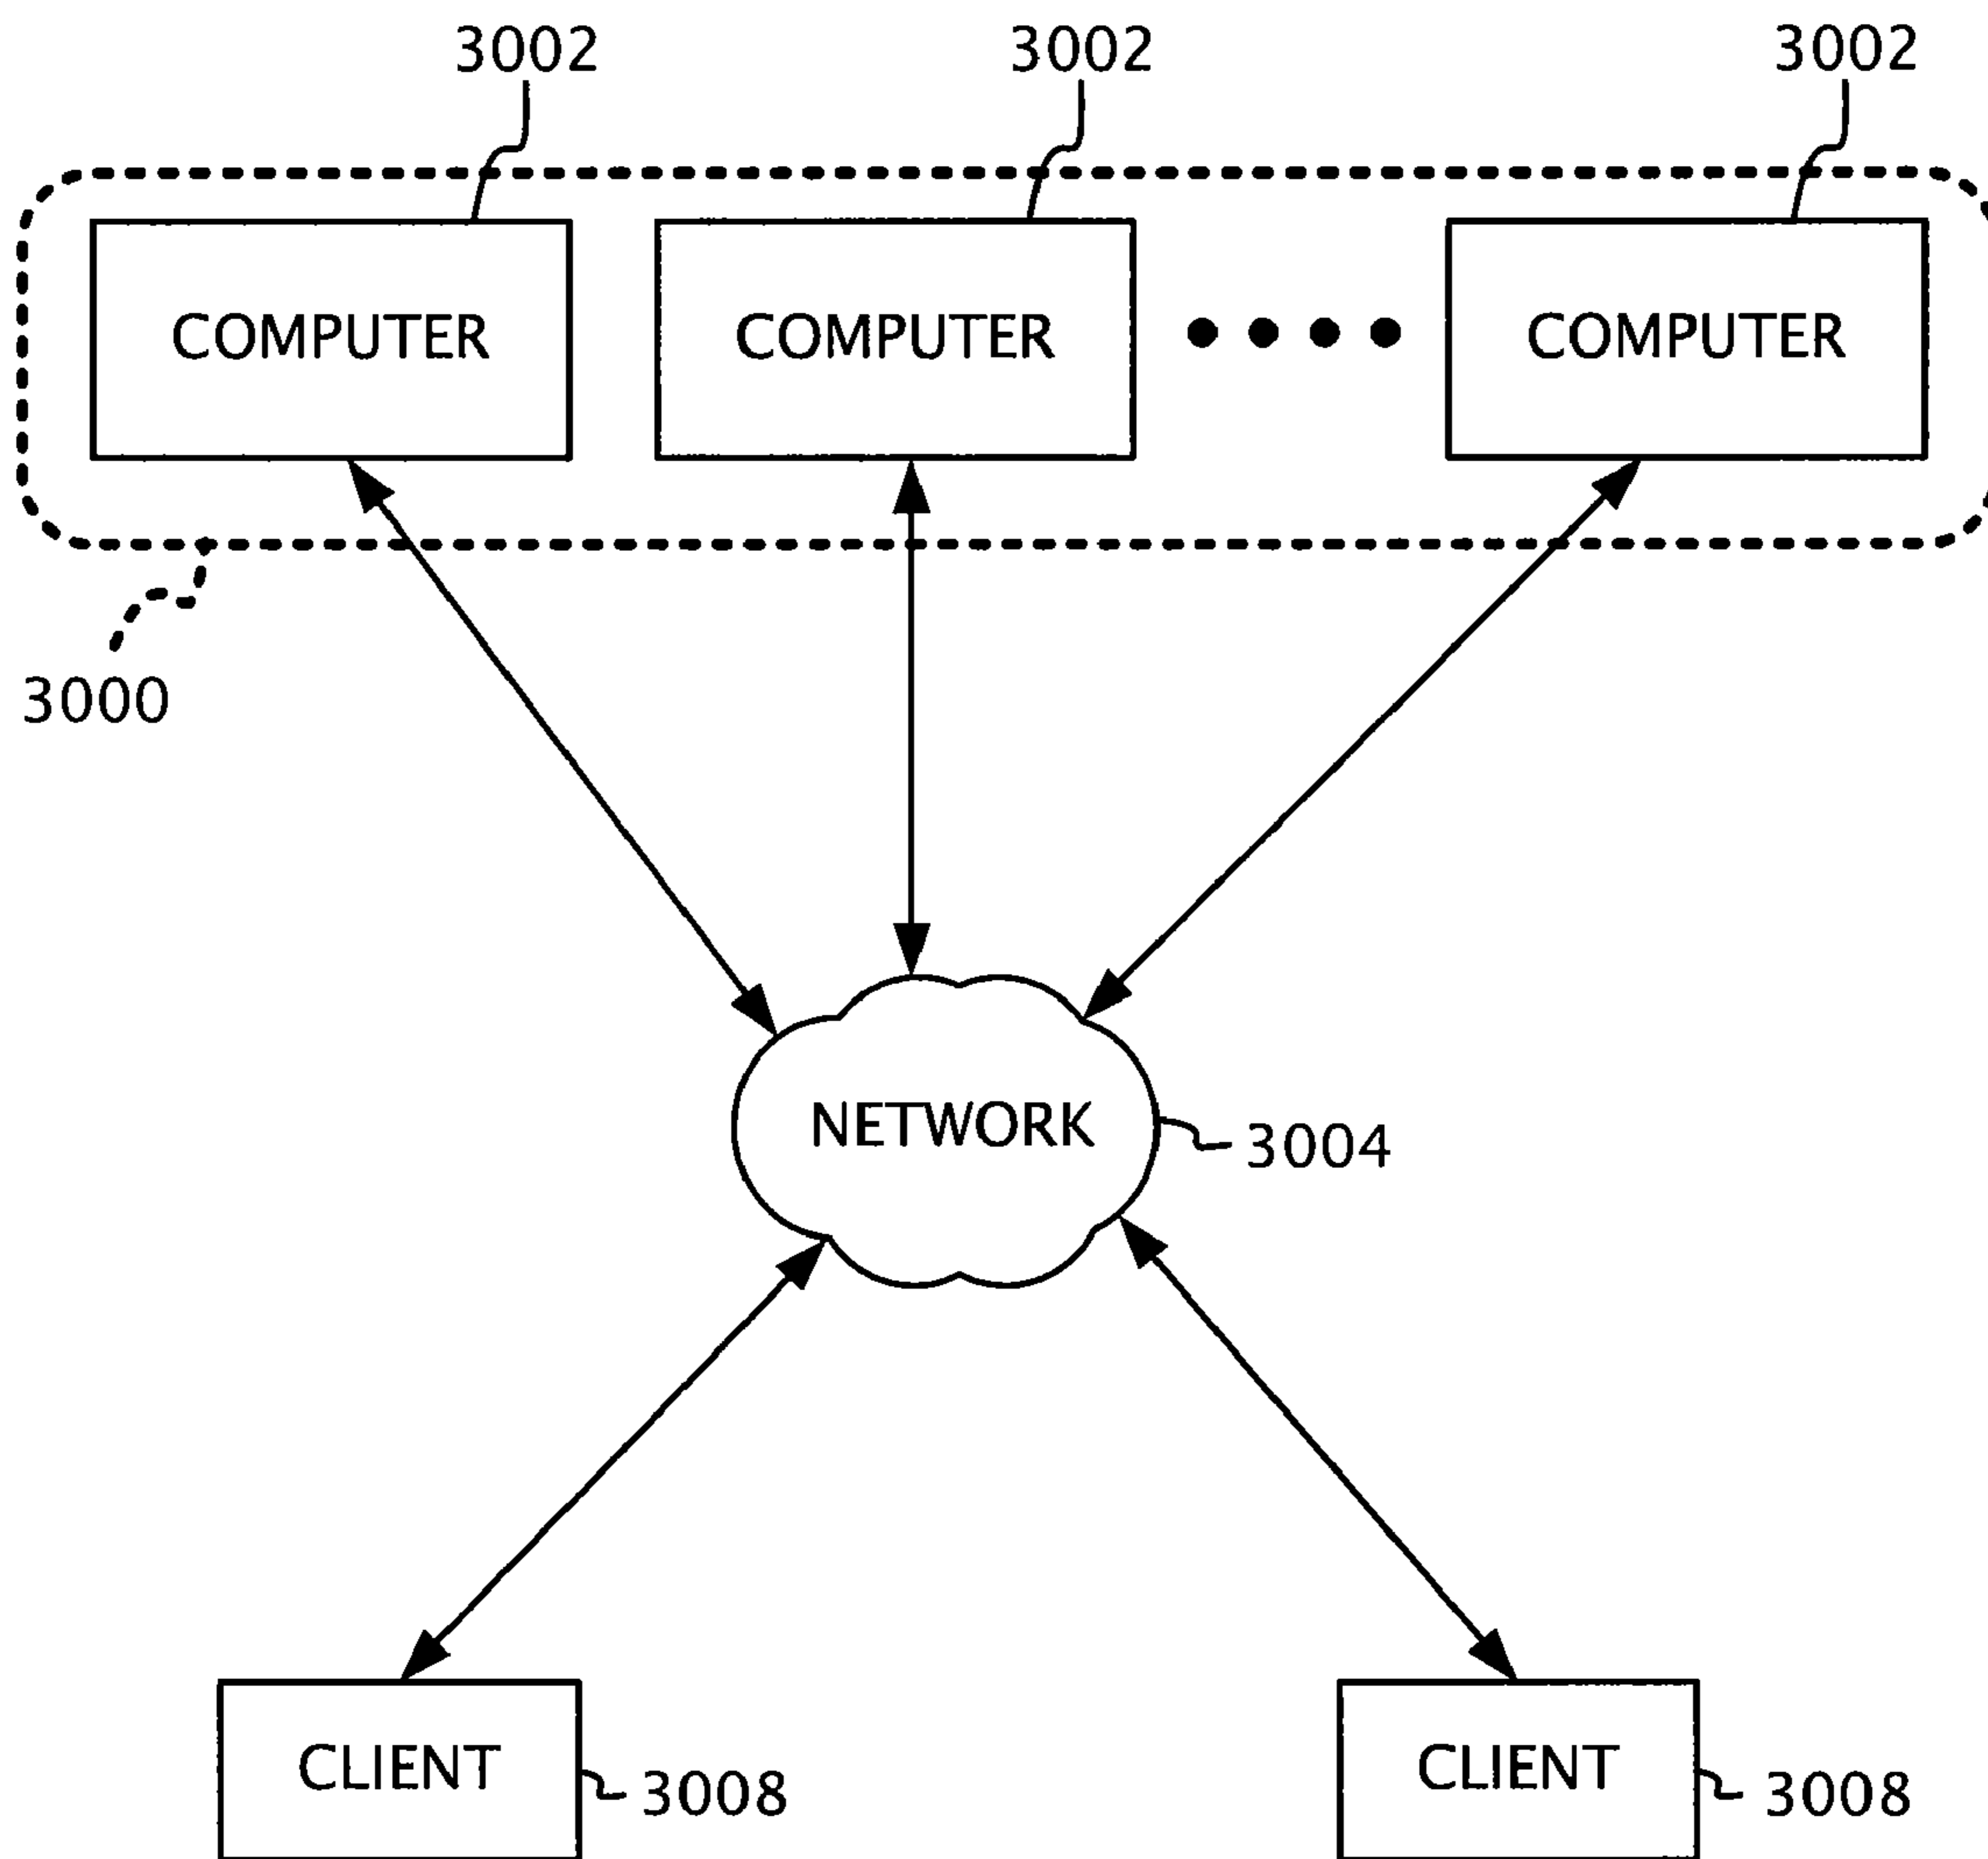 3002 3002 3002
COMPUTER COMPUTER COMPUTER
3000
NETWORK
3004
CLIENT 3008 CLIENT 3008